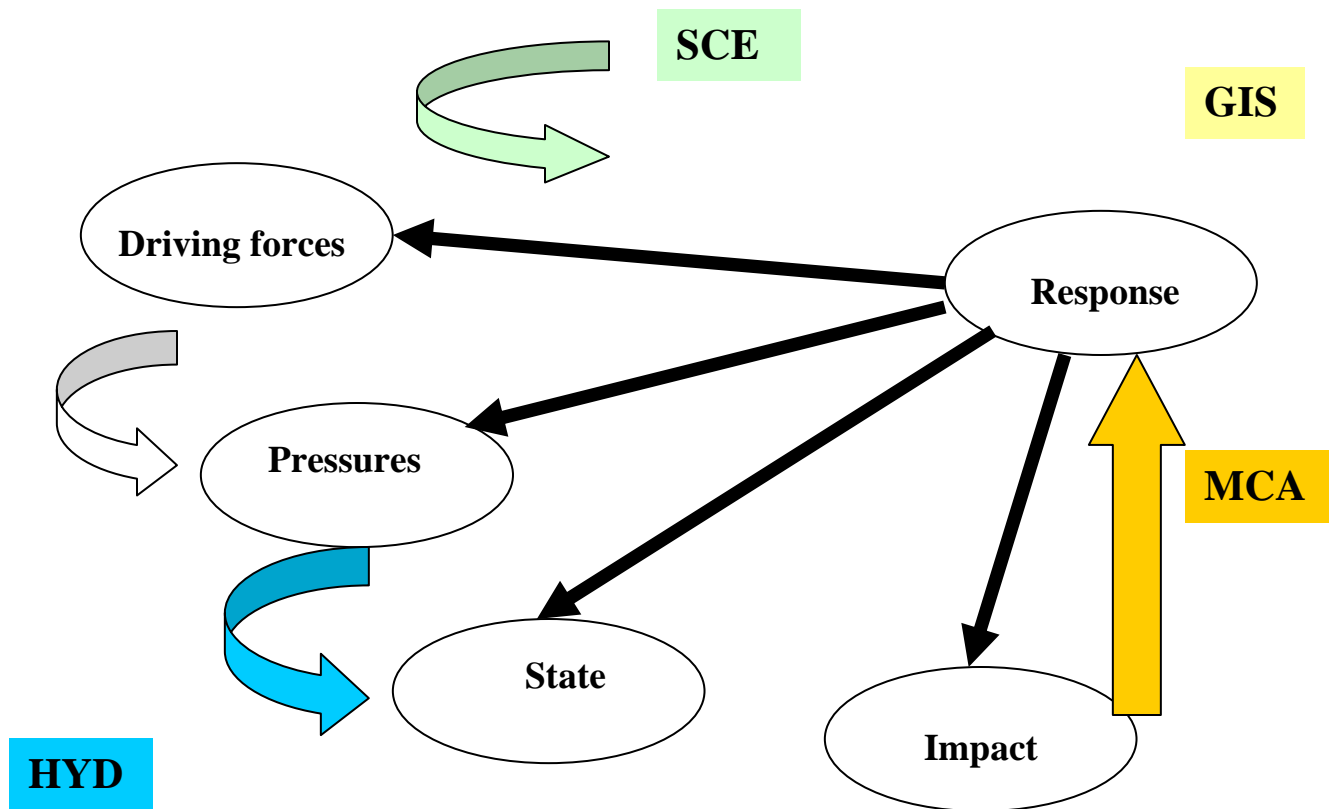 SCE
GIS
Driving forces
Response
Pressures
MCA
State
Impact
HYD